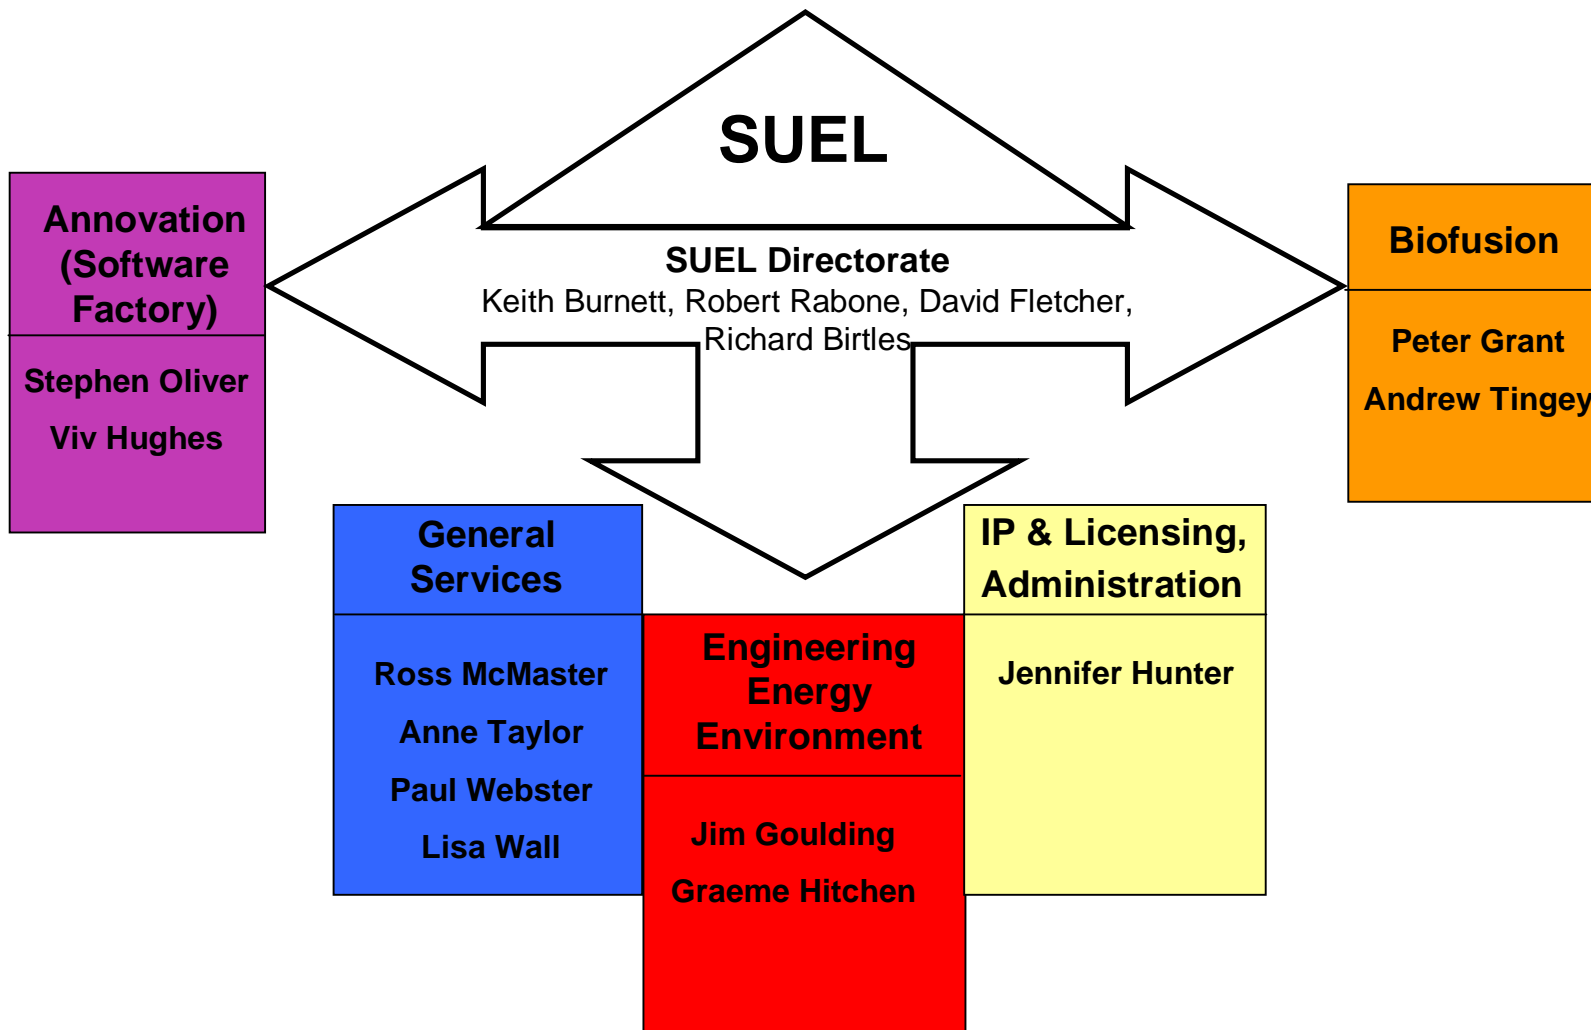 SUEL
SUEL Directorate
Keith Burnett, Robert Rabone, David Fletcher,
Richard Birtles
Annovation
(Software
Factory)
Stephen Oliver
Viv Hughes
Biofusion
Peter Grant
Andrew Tingey
General
Services
Ross McMaster
Anne Taylor
Paul Webster
Lisa Wall
Engineering
Energy
Environment
Jim Goulding
Graeme Hitchen
IP & Licensing,
Administration
Jennifer Hunter